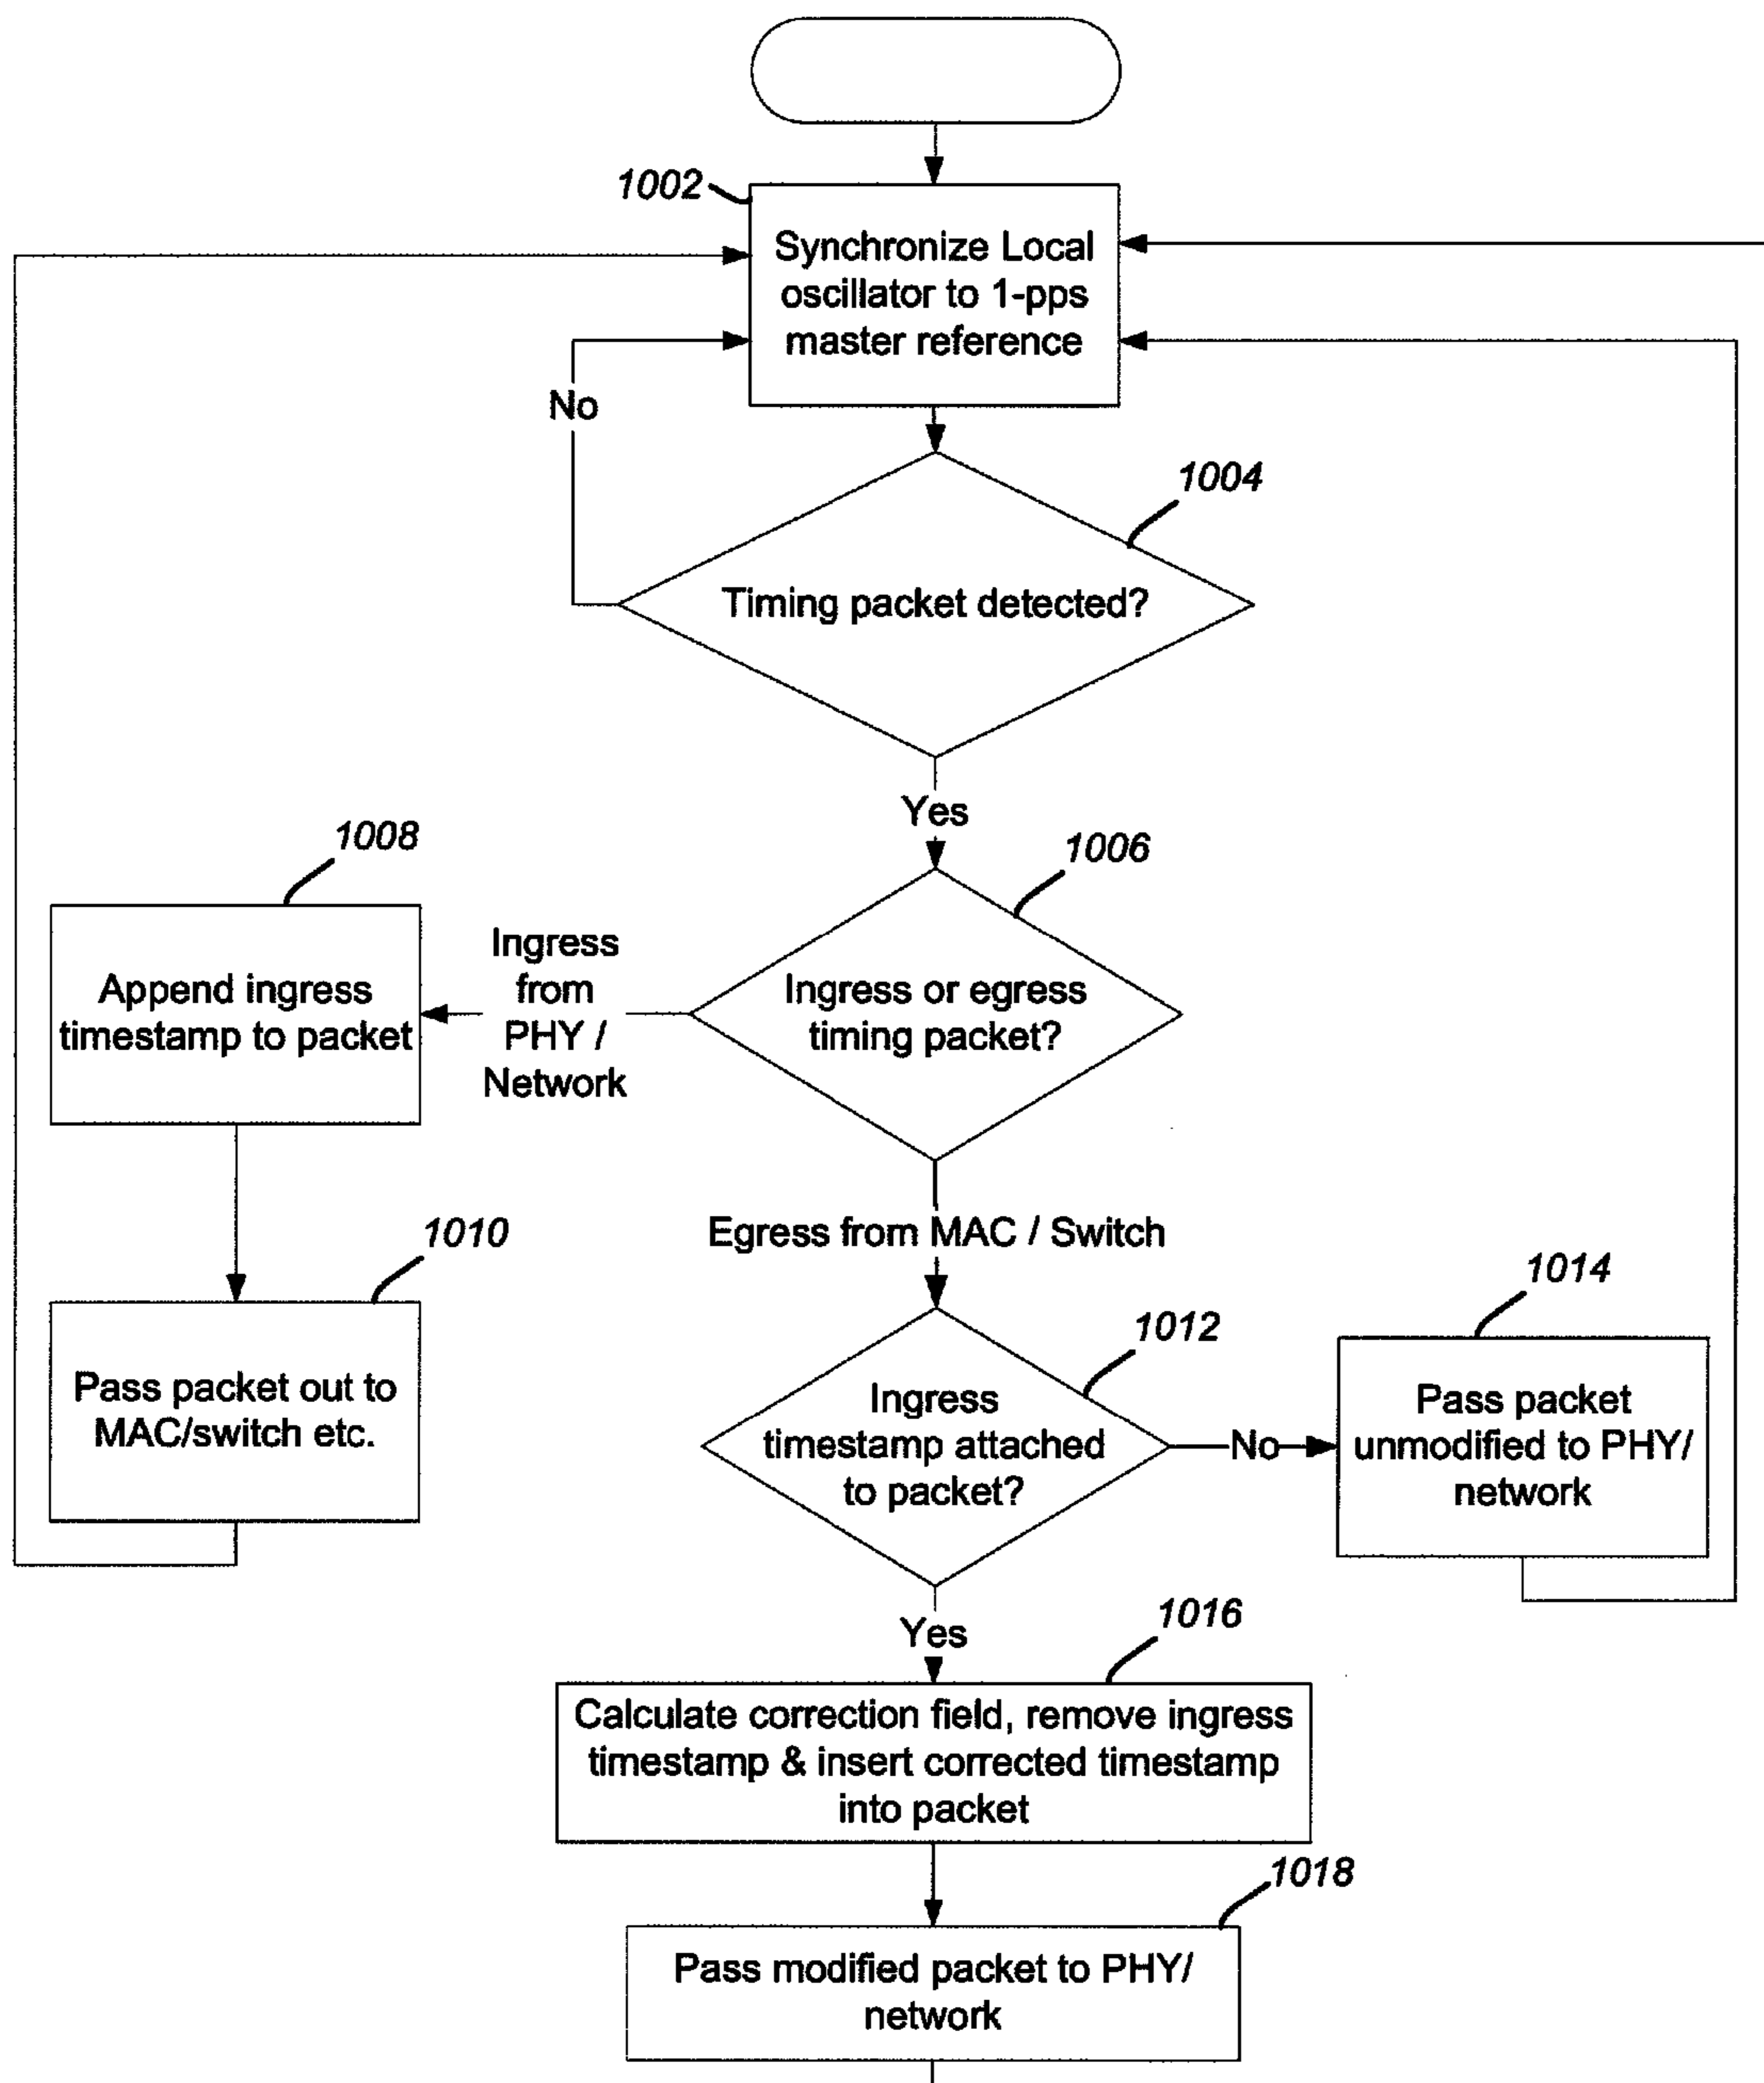 1002
Synchronize Local
oscillator to 1-pps
master reference
No
1004
Timing packet detected?
Yes
1006
Ingress or egress
timing packet?
Ingress
from
PHY /
Network
1008
Append ingress
timestamp to packet
1010
Pass packet out to
MAC/switch etc.
Egress from MAC / Switch
1012
Ingress
timestamp attached
to packet?
No
1014
Pass packet
unmodified to PHY/
network
Yes
1016
Calculate correction field, remove ingress
timestamp & insert corrected timestamp
into packet
1018
Pass modified packet to PHY/
network